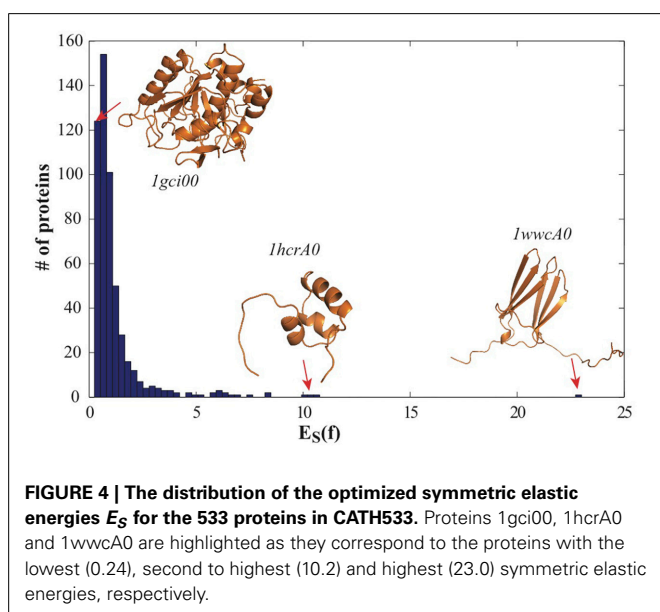 160
140
120
100
80
60
40
20
0
# of proteins
1gci00
1hcrA0
1wwcA0
0 5 10 15 20 25
E_S(f)
FIGURE 4 | The distribution of the optimized symmetric elastic
energies E_S for the 533 proteins in CATH533. Proteins 1gci00, 1hcrA0
and 1wwcA0 are highlighted as they correspond to the proteins with the
lowest (0.24), second to highest (10.2) and highest (23.0) symmetric elastic
energies, respectively.